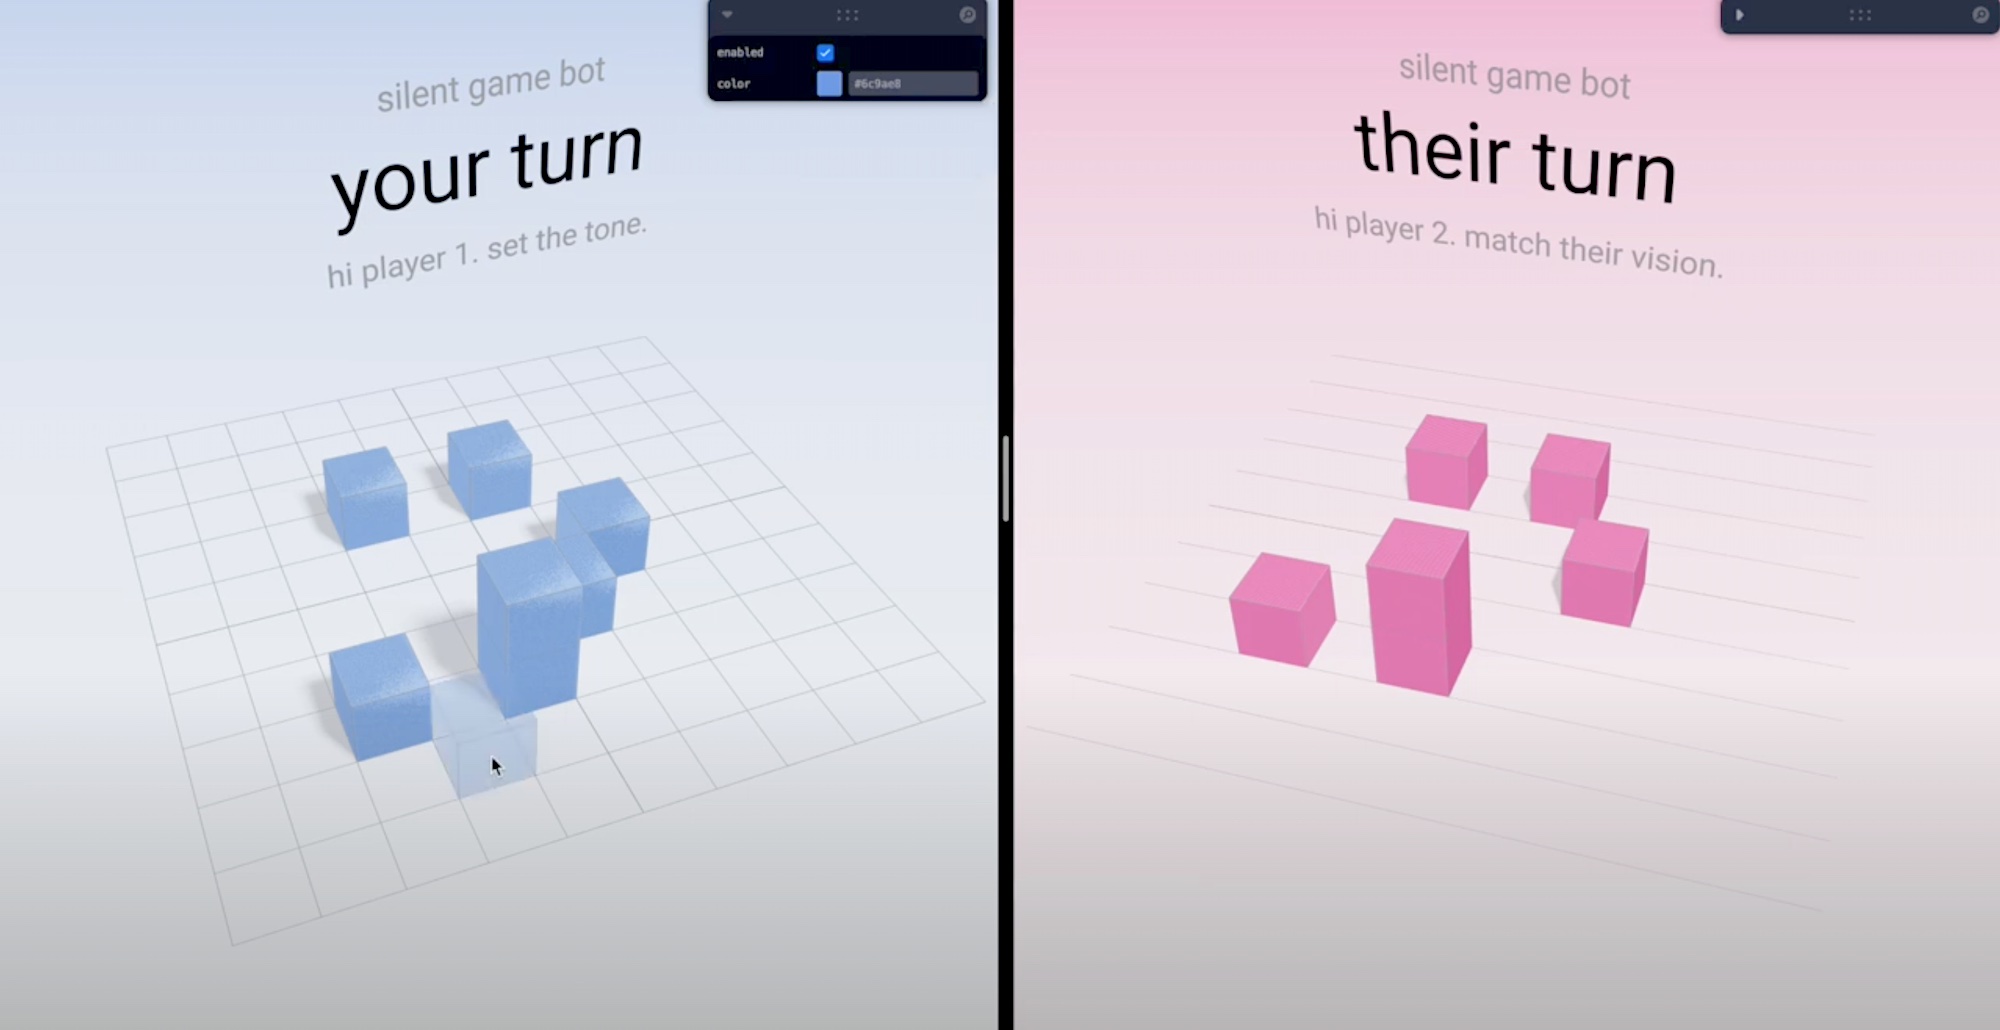 enabled
color #6c9ae8
silent game bot
your turn
hi player 1. set the tone.
silent game bot
their turn
hi player 2. match their vision.